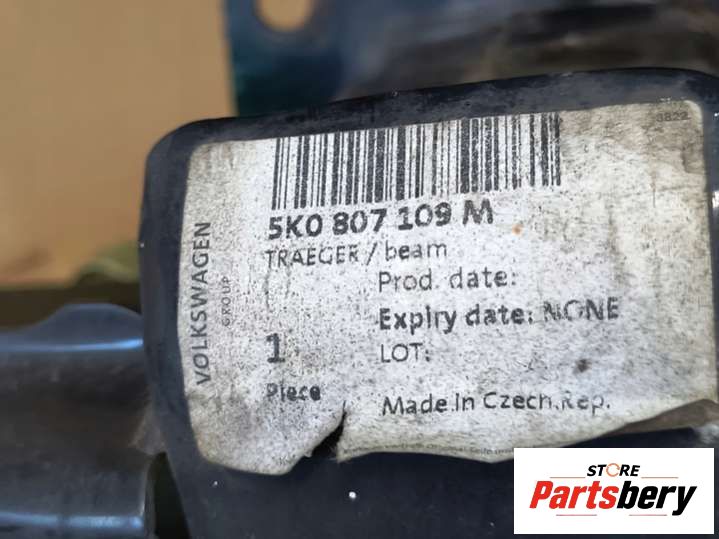 3822
5K0 807 109 M
TRAEGER / beam
Prod. date:
Expiry date: NONE
LOT:
1
Piece
Made In Czech.Rep.
VOLKSWAGEN
GROUP
STORE
Partsbery